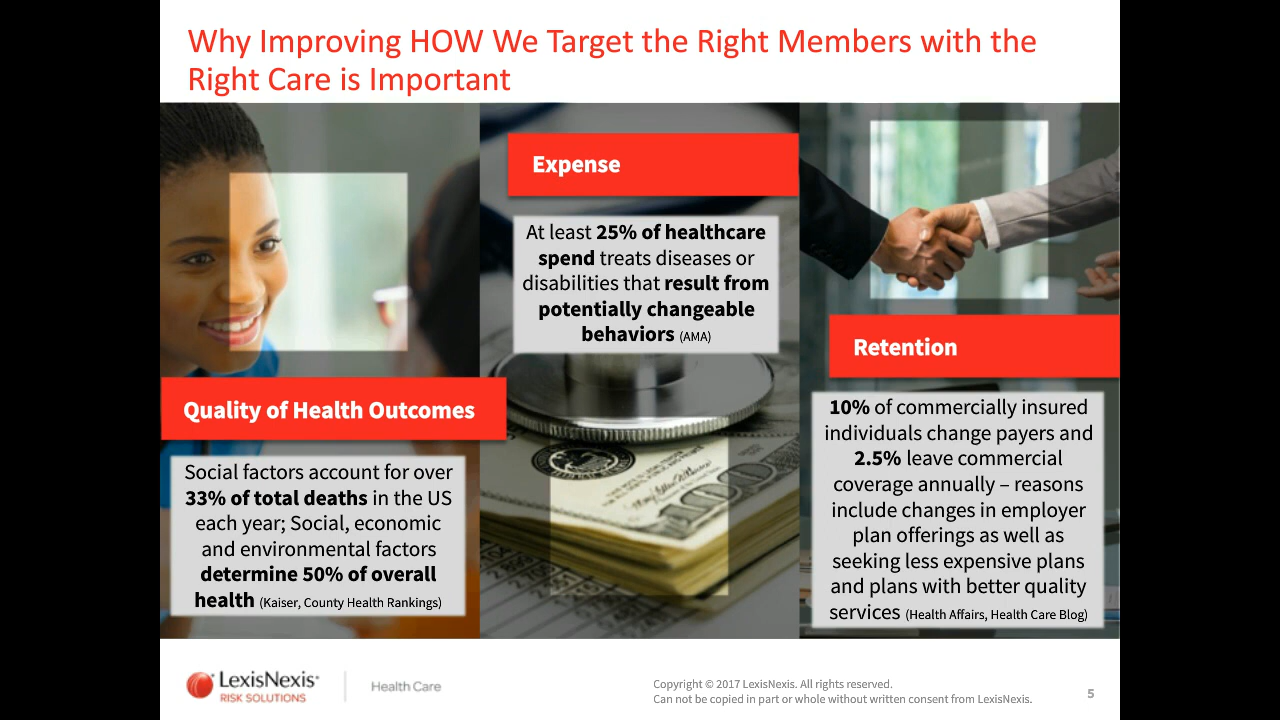 Why Improving HOW We Target the Right Members with the
Right Care is Important
Quality of Health Outcomes
Social factors account for over
33% of total deaths in the US
each year; Social, economic
and environmental factors
determine 50% of overall
health (Kaiser, County Health Rankings)
Expense
At least 25% of healthcare
spend treats diseases or
disabilities that result from
potentially changeable
behaviors (AMA)
100
Retention
10% of commercially insured
individuals change payers and
2.5% leave commercial
coverage annually – reasons
include changes in employer
plan offerings as well as
seeking less expensive plans
and plans with better quality
services (Health Affairs, Health Care Blog)
LexisNexis®
RISK SOLUTIONS
Health Care
Copyright © 2017 LexisNexis. All rights reserved.
Can not be copied in part or whole without written consent from LexisNexis.
5